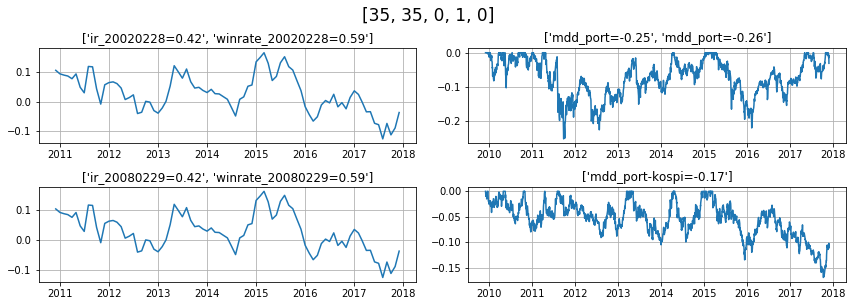 [35, 35, 0, 1, 0]
['ir_20020228=0.42', 'winrate_20020228=0.59']
0.1
0.0
−0.1
2011 2012 2013 2014 2015 2016 2017 2018
['mdd_port=-0.25', 'mdd_port=-0.26']
0.0
−0.1
−0.2
2010 2011 2012 2013 2014 2015 2016 2017 2018
['ir_20080229=0.42', 'winrate_20080229=0.59']
0.1
0.0
−0.1
2011 2012 2013 2014 2015 2016 2017 2018
['mdd_port-kospi=-0.17']
0.00
−0.05
−0.10
−0.15
2010 2011 2012 2013 2014 2015 2016 2017 2018